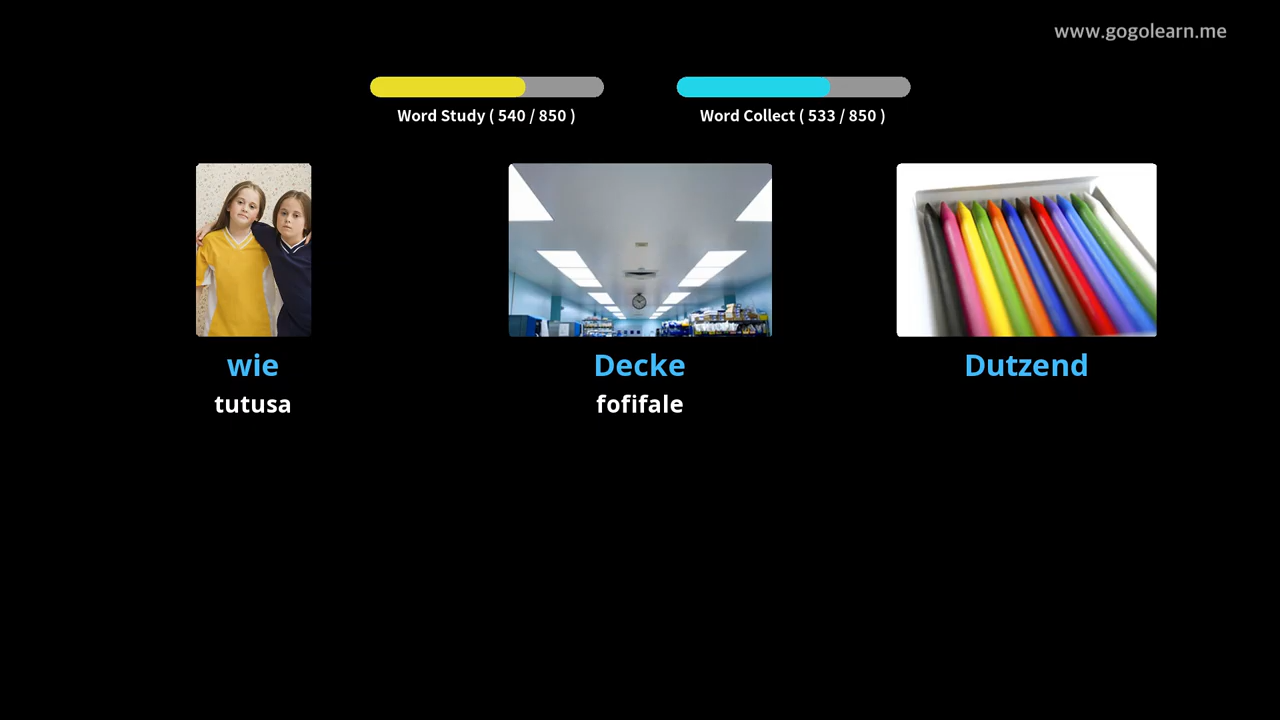 www.gogolearn.me
Word Study ( 540 / 850 )
Word Collect ( 533 / 850 )
wie
tutusa
Decke
fofifale
Dutzend